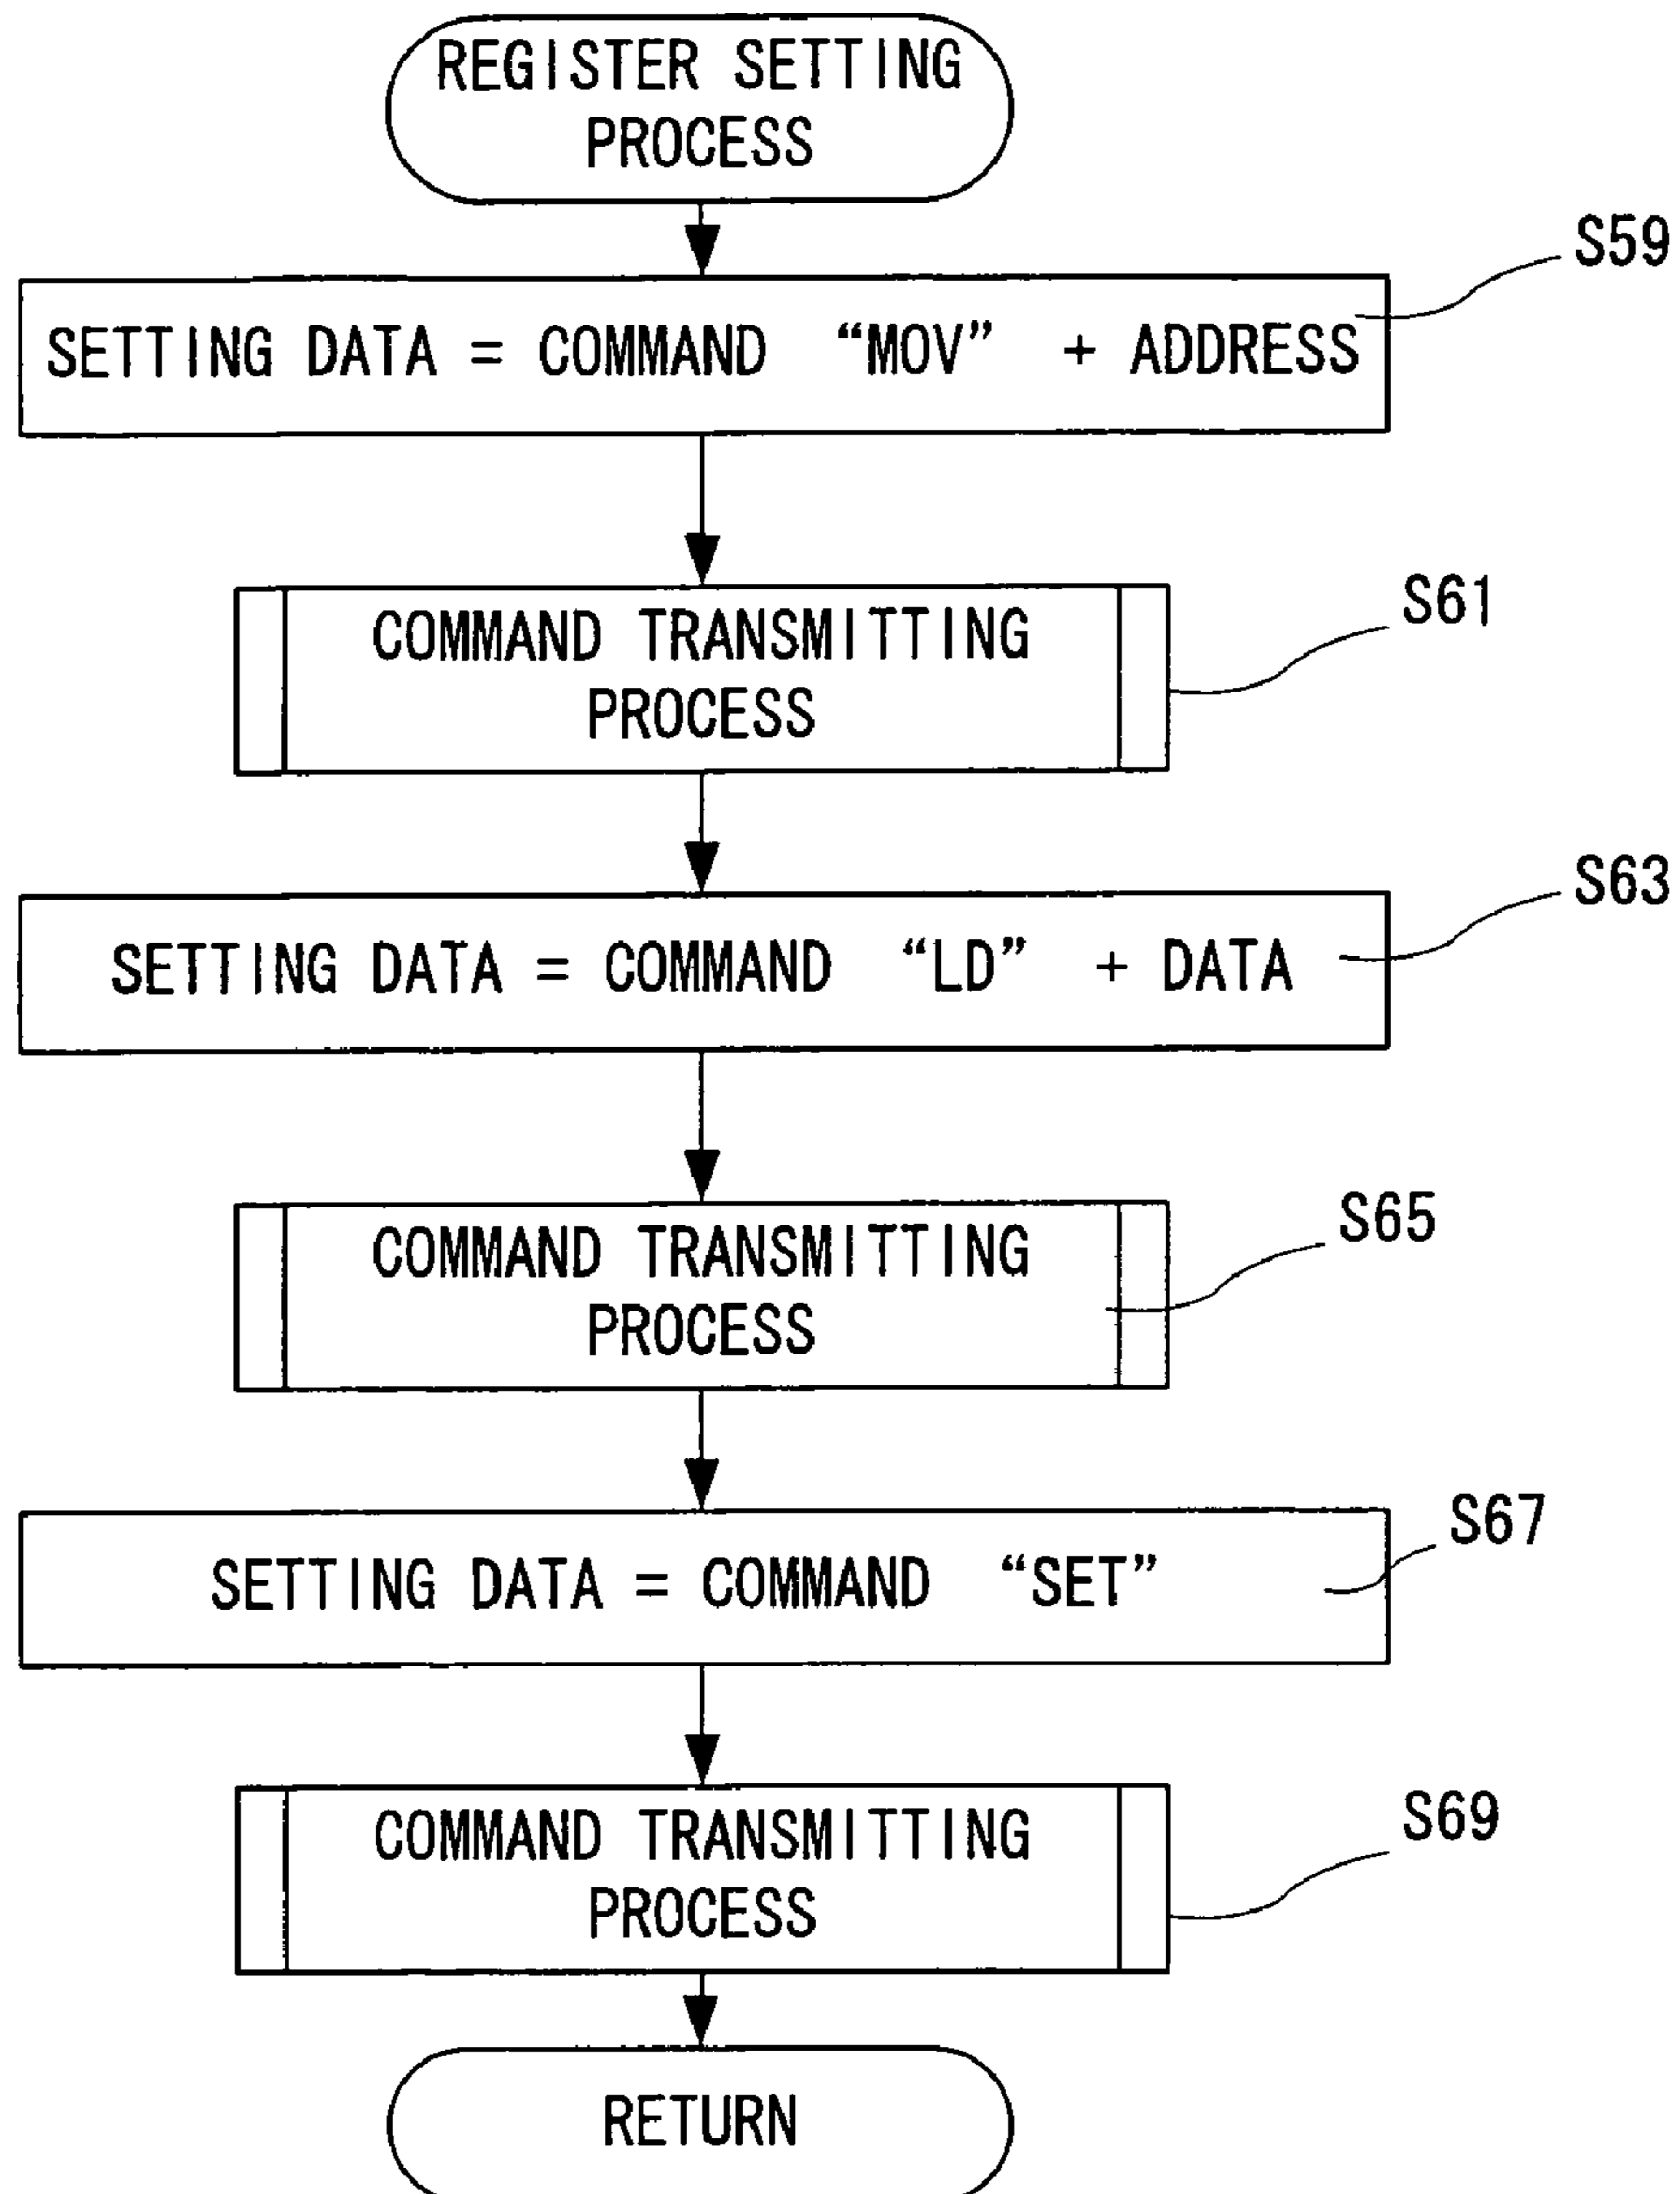 REGISTER SETTING
PROCESS
S59
SETTING DATA = COMMAND “MOV” + ADDRESS
S61
COMMAND TRANSMITTING
PROCESS
S63
SETTING DATA = COMMAND “LD” + DATA
S65
COMMAND TRANSMITTING
PROCESS
S67
SETTING DATA = COMMAND “SET”
S69
COMMAND TRANSMITTING
PROCESS
RETURN